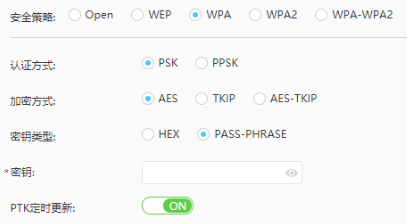 安全策略: Open WEP WPA WPA2 WPA-WPA2
认证方式: PSK PPSK
加密方式: AES TKIP AES-TKIP
密钥类型: HEX PASS-PHRASE
*密钥:
PTK定时更新: ON